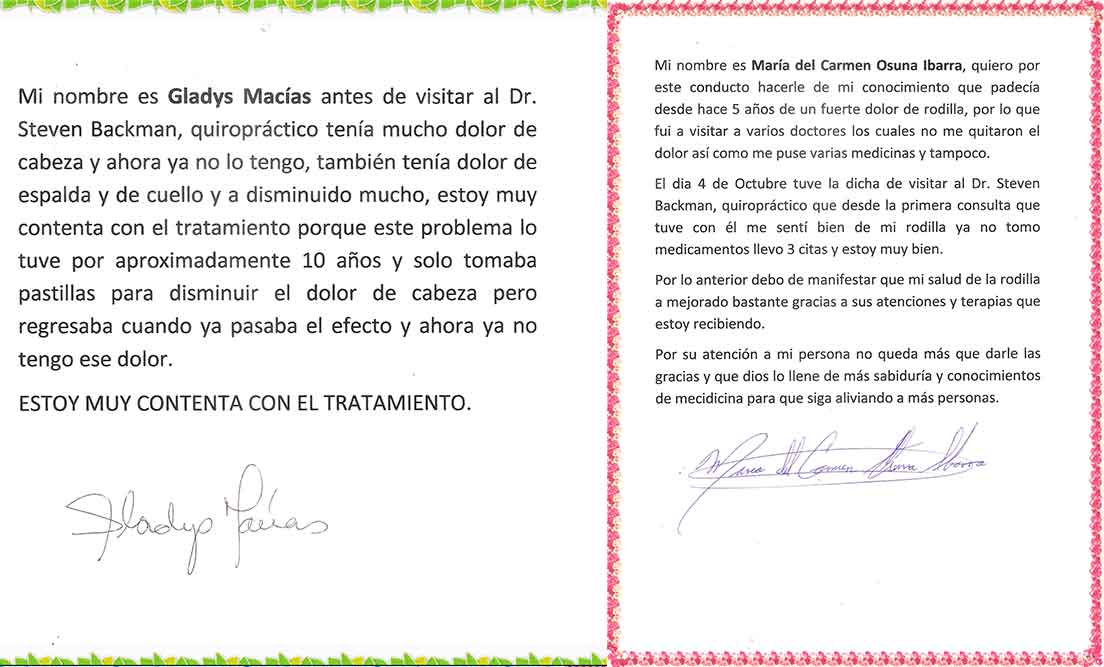 Mi nombre es Gladys Macías antes de visitar al Dr.
Steven Backman, quiropráctico tenía mucho dolor de
cabeza y ahora ya no lo tengo, también tenía dolor de
espalda y de cuello y a disminuido mucho, estoy muy
contenta con el tratamiento porque este problema lo
tuve por aproximadamente 10 años y solo tomaba
pastillas para disminuir el dolor de cabeza pero
regresaba cuando ya pasaba el efecto y ahora ya no
tengo ese dolor.
ESTOY MUY CONTENTA CON EL TRATAMIENTO.
Gladys Macías
Mi nombre es María del Carmen Osuna Ibarra, quiero por
este conducto hacerle de mi conocimiento que padecía
desde hace 5 años de un fuerte dolor de rodilla, por lo que
fui a visitar a varios doctores los cuales no me quitaron el
dolor así como me puse varias medicinas y tampoco.
El dia 4 de Octubre tuve la dicha de visitar al Dr. Steven
Backman, quiropráctico que desde la primera consulta que
tuve con él me sentí bien de mi rodilla ya no tomo
medicamentos llevo 3 citas y estoy muy bien.
Por lo anterior debo de manifestar que mi salud de la rodilla
a mejorado bastante gracias a sus atenciones y terapias que
estoy recibiendo.
Por su atención a mi persona no queda más que darle las
gracias y que dios lo llene de más sabiduría y conocimientos
de mecidicina para que siga aliviando a más personas.
Maria del Carmen Osuna Ibarra